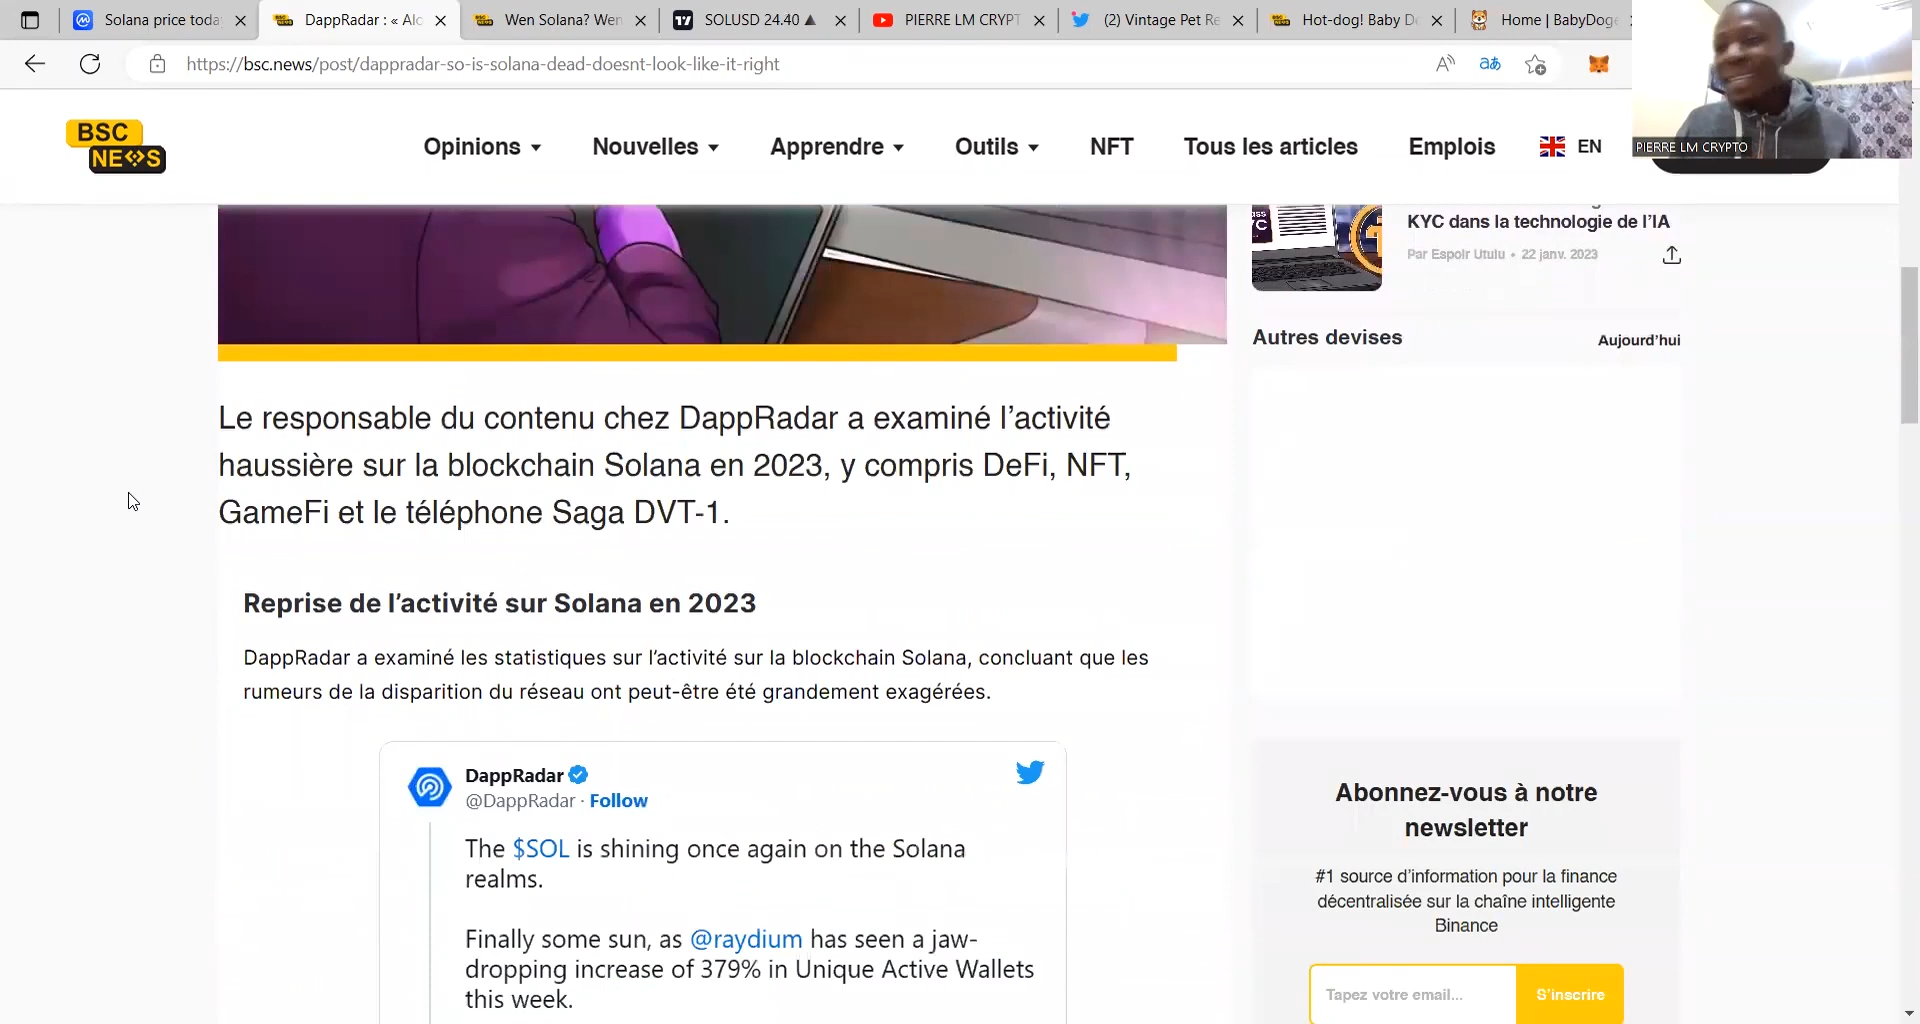 Solana price toda
DappRadar : « Alo
Wen Solana? Wen
SOLUSD 24.40 ▲
PIERRE LM CRYPT
(2) Vintage Pet Re
Hot-dog! Baby D
Home | BabyDoge
https://bsc.news/post/dappradar-so-is-solana-dead-doesnt-look-like-it-right
BSC
NEWS
Opinions
Nouvelles
Apprendre
Outils
NFT
Tous les articles
Emplois
EN
PIERRE LM CRYPTO
KYC dans la technologie de l’IA
Par Espoir Utulu • 22 janv. 2023
Autres devises
Aujourd’hui
Le responsable du contenu chez DappRadar a examiné l’activité
haussière sur la blockchain Solana en 2023, y compris DeFi, NFT,
GameFi et le téléphone Saga DVT-1.
Reprise de l’activité sur Solana en 2023
DappRadar a examiné les statistiques sur l’activité sur la blockchain Solana, concluant que les
rumeurs de la disparition du réseau ont peut-être été grandement exagérées.
DappRadar
@DappRadar · Follow
The $SOL is shining once again on the Solana
realms.
Finally some sun, as @raydium has seen a jaw-
dropping increase of 379% in Unique Active Wallets
this week.
Abonnez-vous à notre
newsletter
#1 source d’information pour la finance
décentralisée sur la chaîne intelligente
Binance
Tapez votre email...
S’inscrire